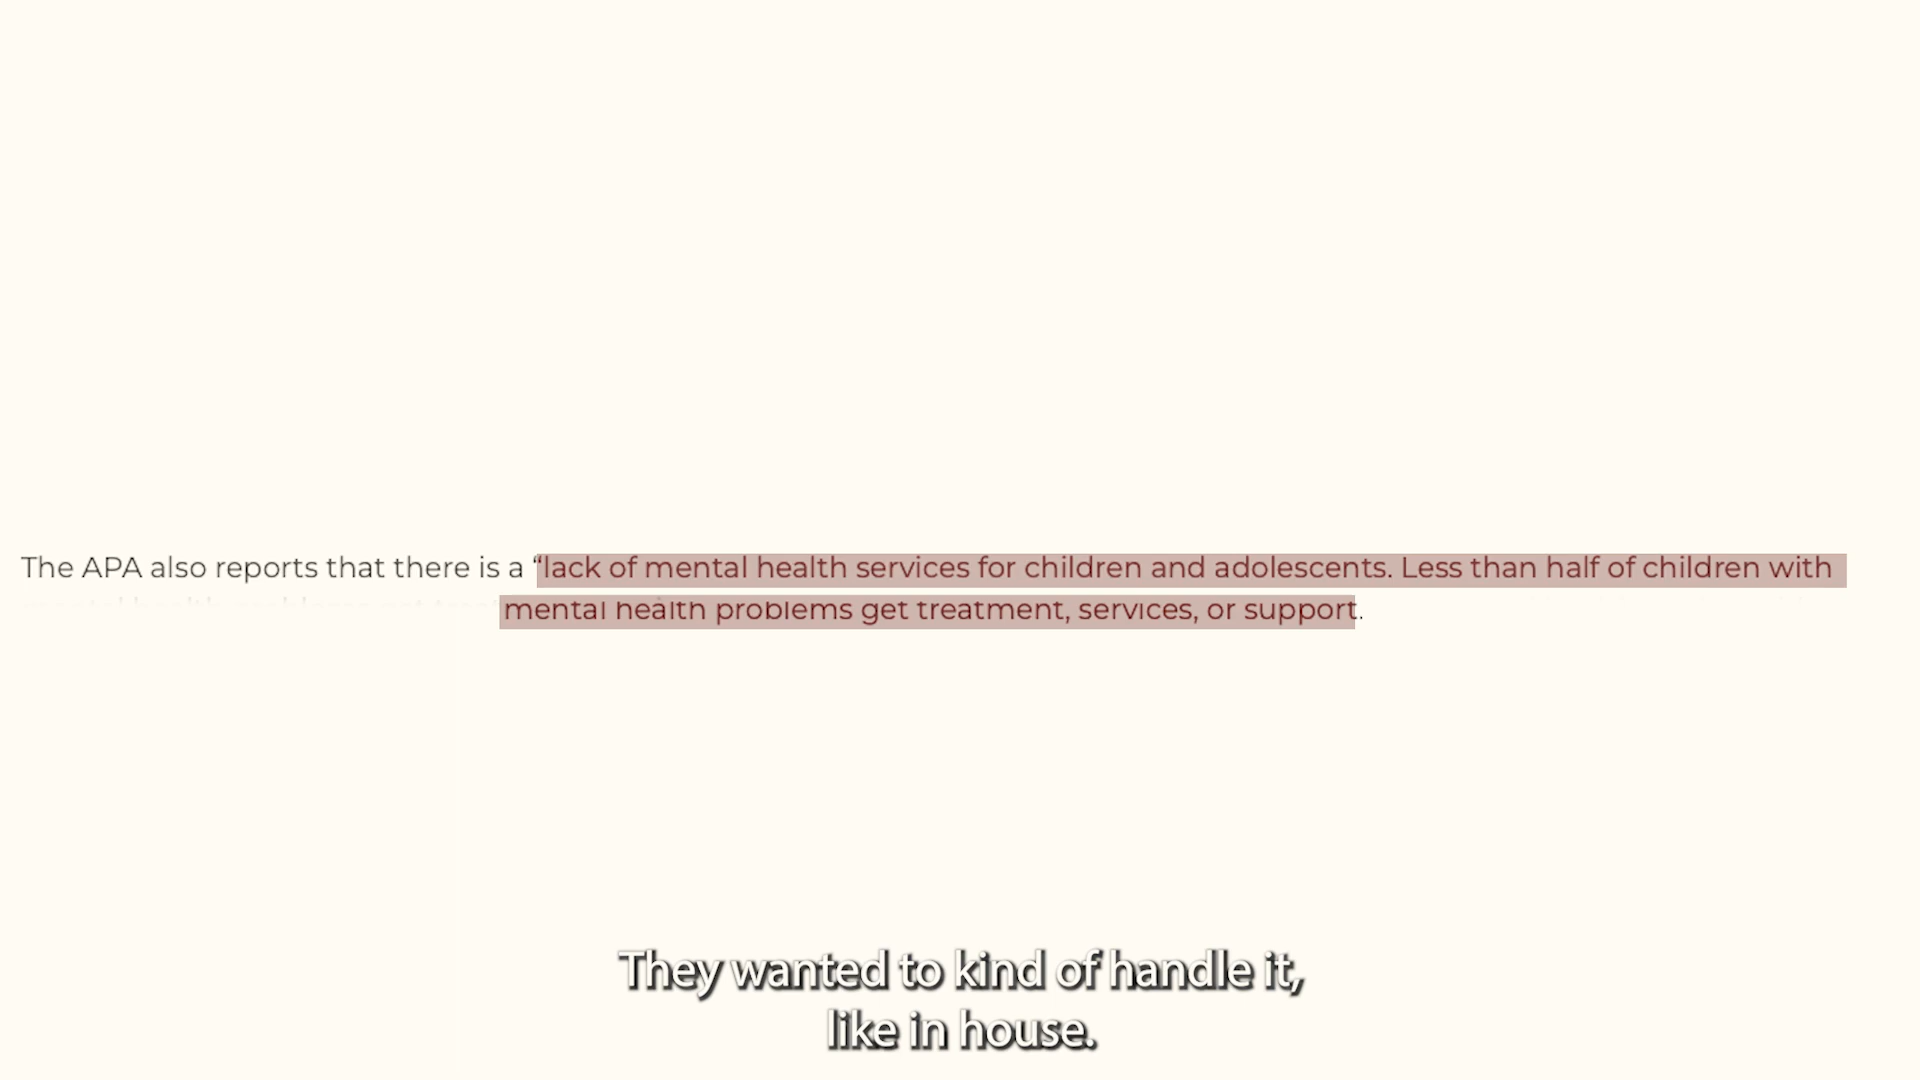 The APA also reports that there is a “lack of mental health services for children and adolescents. Less than half of children with
mental health problems get treatment, services, or support.
They wanted to kind of handle it,
like in house.